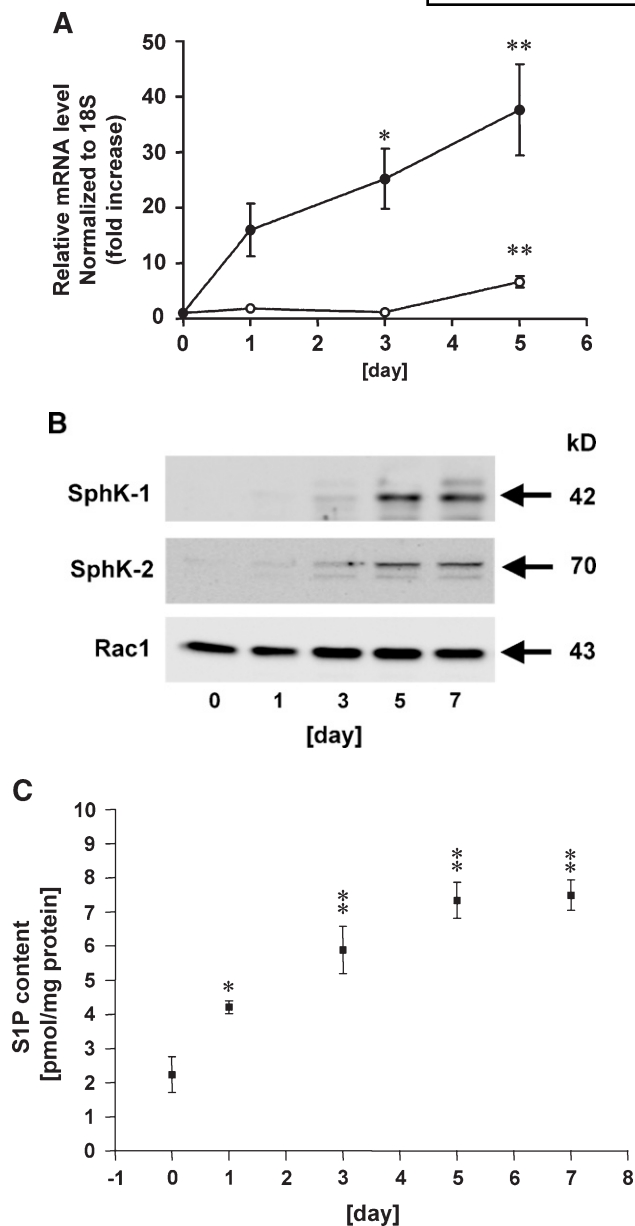 A
Relative mRNA level
Normalized to 18S
(fold increase)
50
40
30
20
10
0
*
**
**
0 1 2 3 4 5 6
[day]
B
kD
SphK-1 42
SphK-2 70
Rac1 43
0 1 3 5 7
[day]
C
S1P content
[pmol/mg protein]
10
9
8
7
6
5
4
3
2
1
0
*
**
**
**
-1 0 1 2 3 4 5 6 7 8
[day]